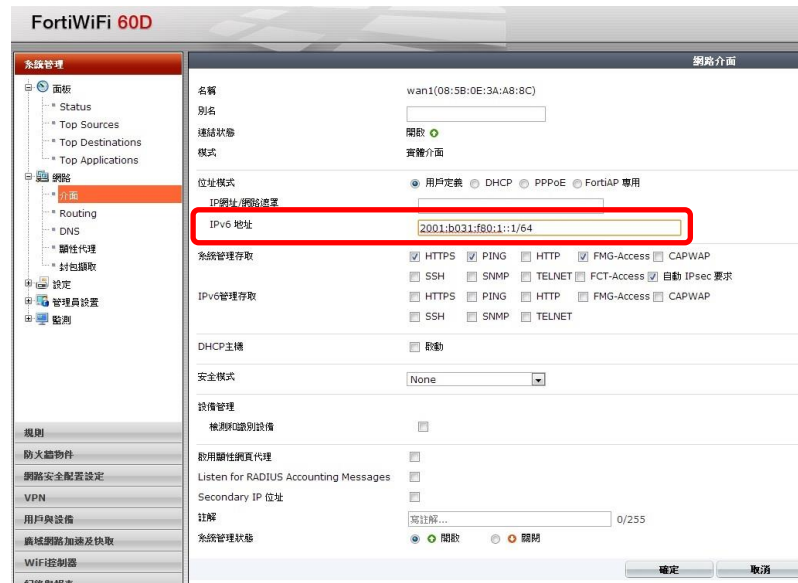 FortiWiFi 60D
系統管理
網路介面
面板
Status
Top Sources
Top Destinations
Top Applications
網路
介面
Routing
DNS
顯性代理
封包擷取
設定
管理員設置
監測
規則
防火牆物件
網路安全配置設定
VPN
用戶與設備
廣域網路加速及快取
WiFi控制器
名稱 wan1(08:5B:0E:3A:A8:8C)
別名
連結狀態 開啟
模式 實體介面
位址模式 用戶定義 DHCP PPPoE FortiAP 專用
IP網址/網路遮罩
IPv6 地址 2001:b031:f80:1::1/64
系統管理存取 HTTPS PING HTTP FMG-Access CAPWAP
SSH SNMP TELNET FCT-Access 自動 IPsec 要求
IPv6管理存取 HTTPS PING HTTP FMG-Access CAPWAP
SSH SNMP TELNET
DHCP主機 啟動
安全模式 None
設備管理
檢測和識別設備
啟用顯性網頁代理
Listen for RADIUS Accounting Messages
Secondary IP 位址
註解 寫註解... 0/255
系統管理狀態 開啟 關閉
確定 取消